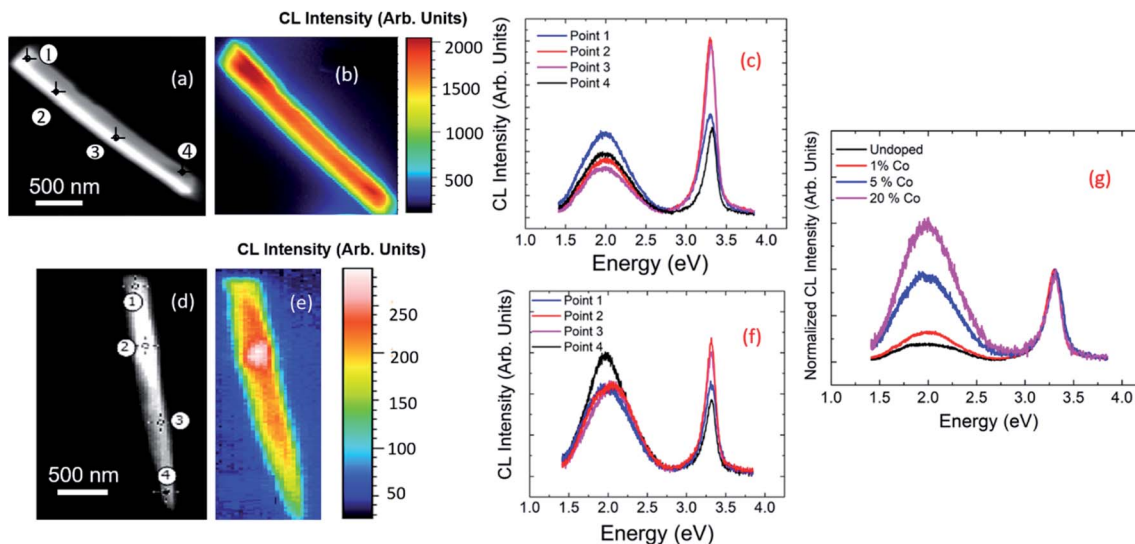 CL Intensity (Arb. Units)
(a)
①
②
③
④
500 nm
(b)
2000
1500
1000
500
(c)
CL Intensity (Arb. Units)
Point 1
Point 2
Point 3
Point 4
1.0 1.5 2.0 2.5 3.0 3.5 4.0
Energy (eV)
CL Intensity (Arb. Units)
(d)
1
2
3
4
500 nm
(e)
250
200
150
100
50
(f)
CL Intensity (Arb. Units)
Point 1
Point 2
Point 3
Point 4
1.0 1.5 2.0 2.5 3.0 3.5 4.0
Energy (eV)
(g)
Normalized CL Intensity (Arb. Units)
Undoped
1% Co
5 % Co
20 % Co
1.0 1.5 2.0 2.5 3.0 3.5 4.0
Energy (eV)